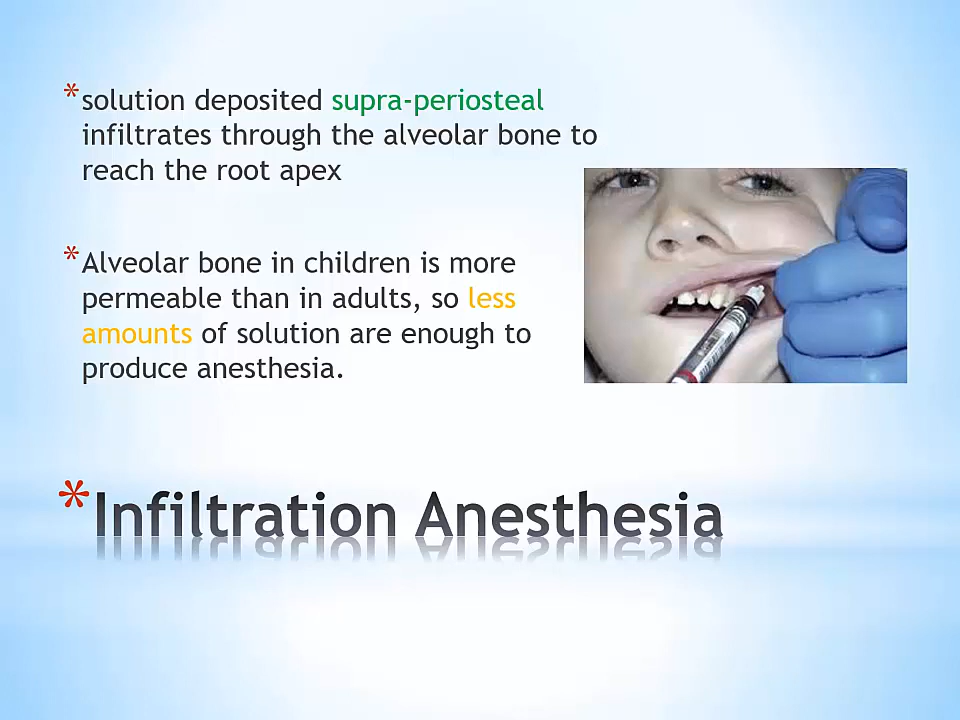 * solution deposited supra-periosteal
infiltrates through the alveolar bone to
reach the root apex
* Alveolar bone in children is more
permeable than in adults, so less
amounts of solution are enough to
produce anesthesia.
* Infiltration Anesthesia